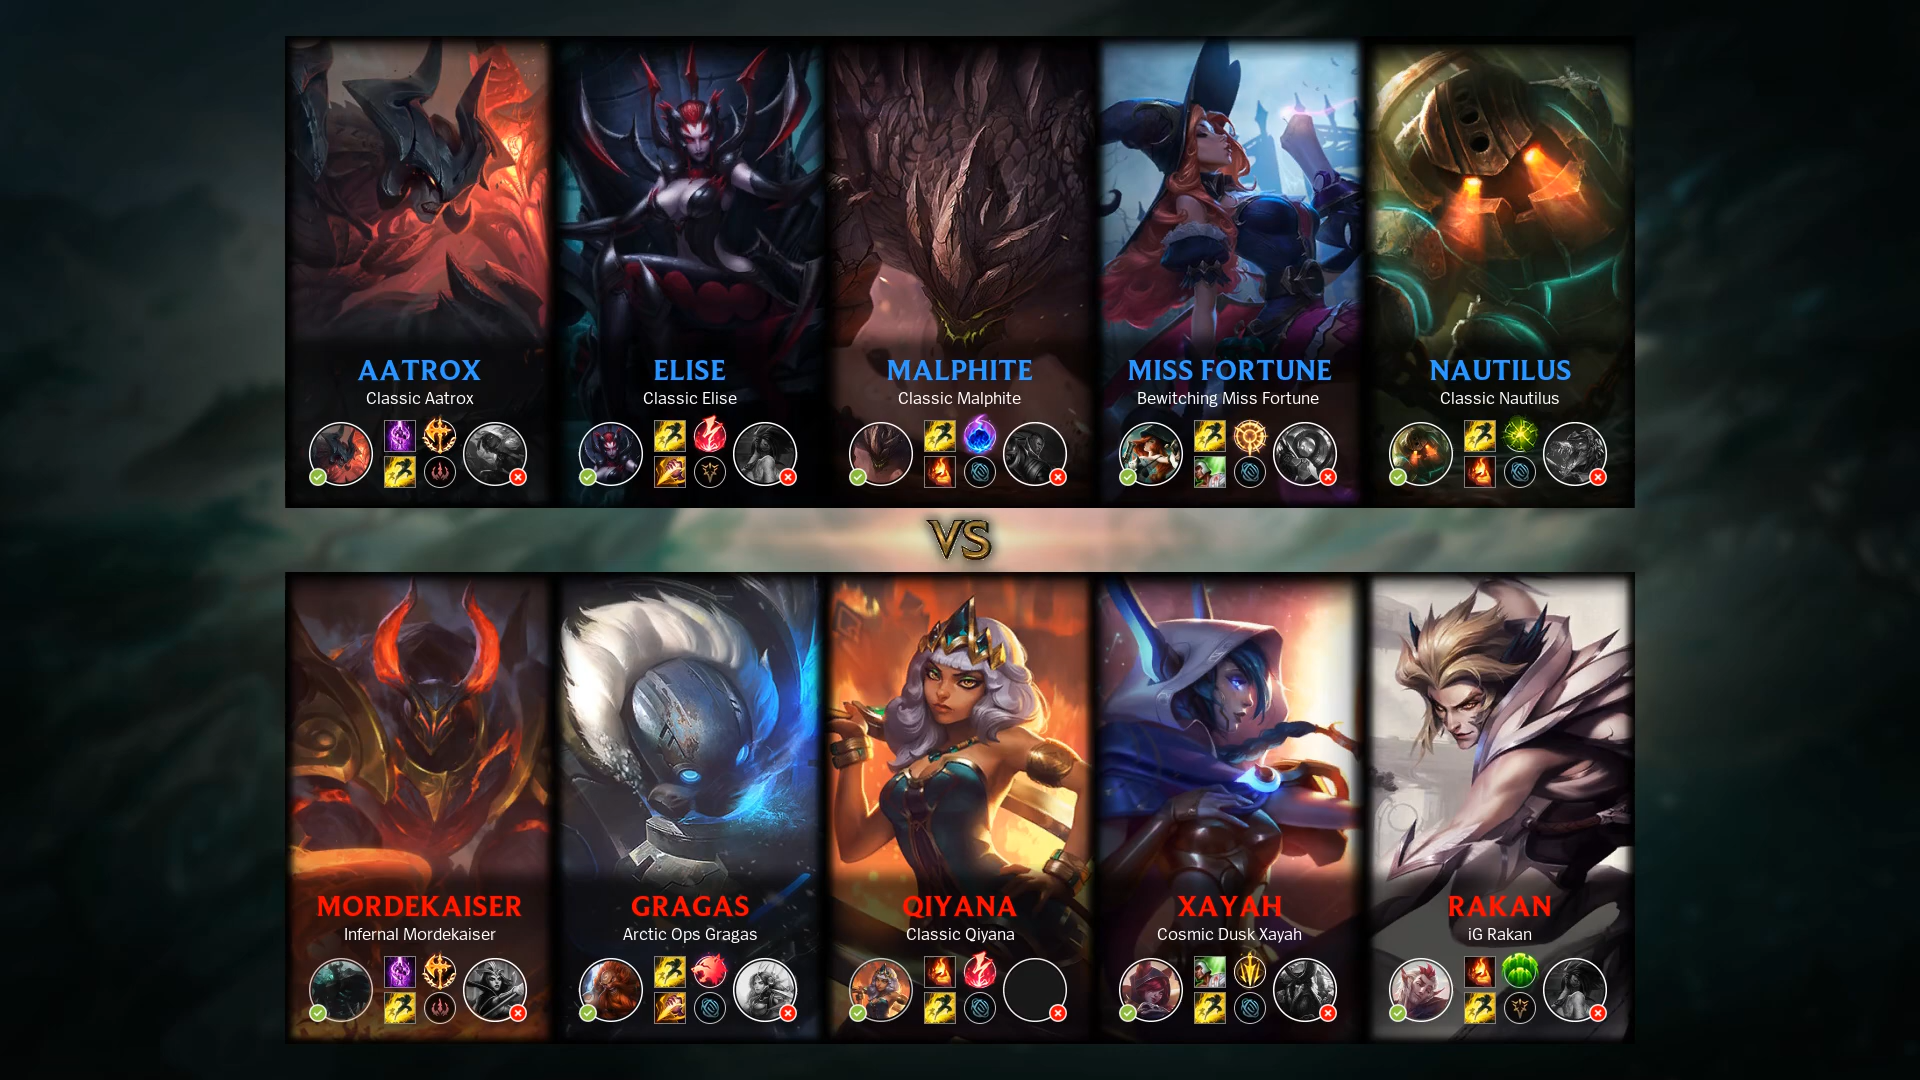 AATROX
Classic Aatrox
ELISE
Classic Elise
MALPHITE
Classic Malphite
MISS FORTUNE
Bewitching Miss Fortune
NAUTILUS
Classic Nautilus
VS
MORDEKAISER
Infernal Mordekaiser
GRAGAS
Arctic Ops Gragas
QIYANA
Classic Qiyana
XAYAH
Cosmic Dusk Xayah
RAKAN
iG Rakan